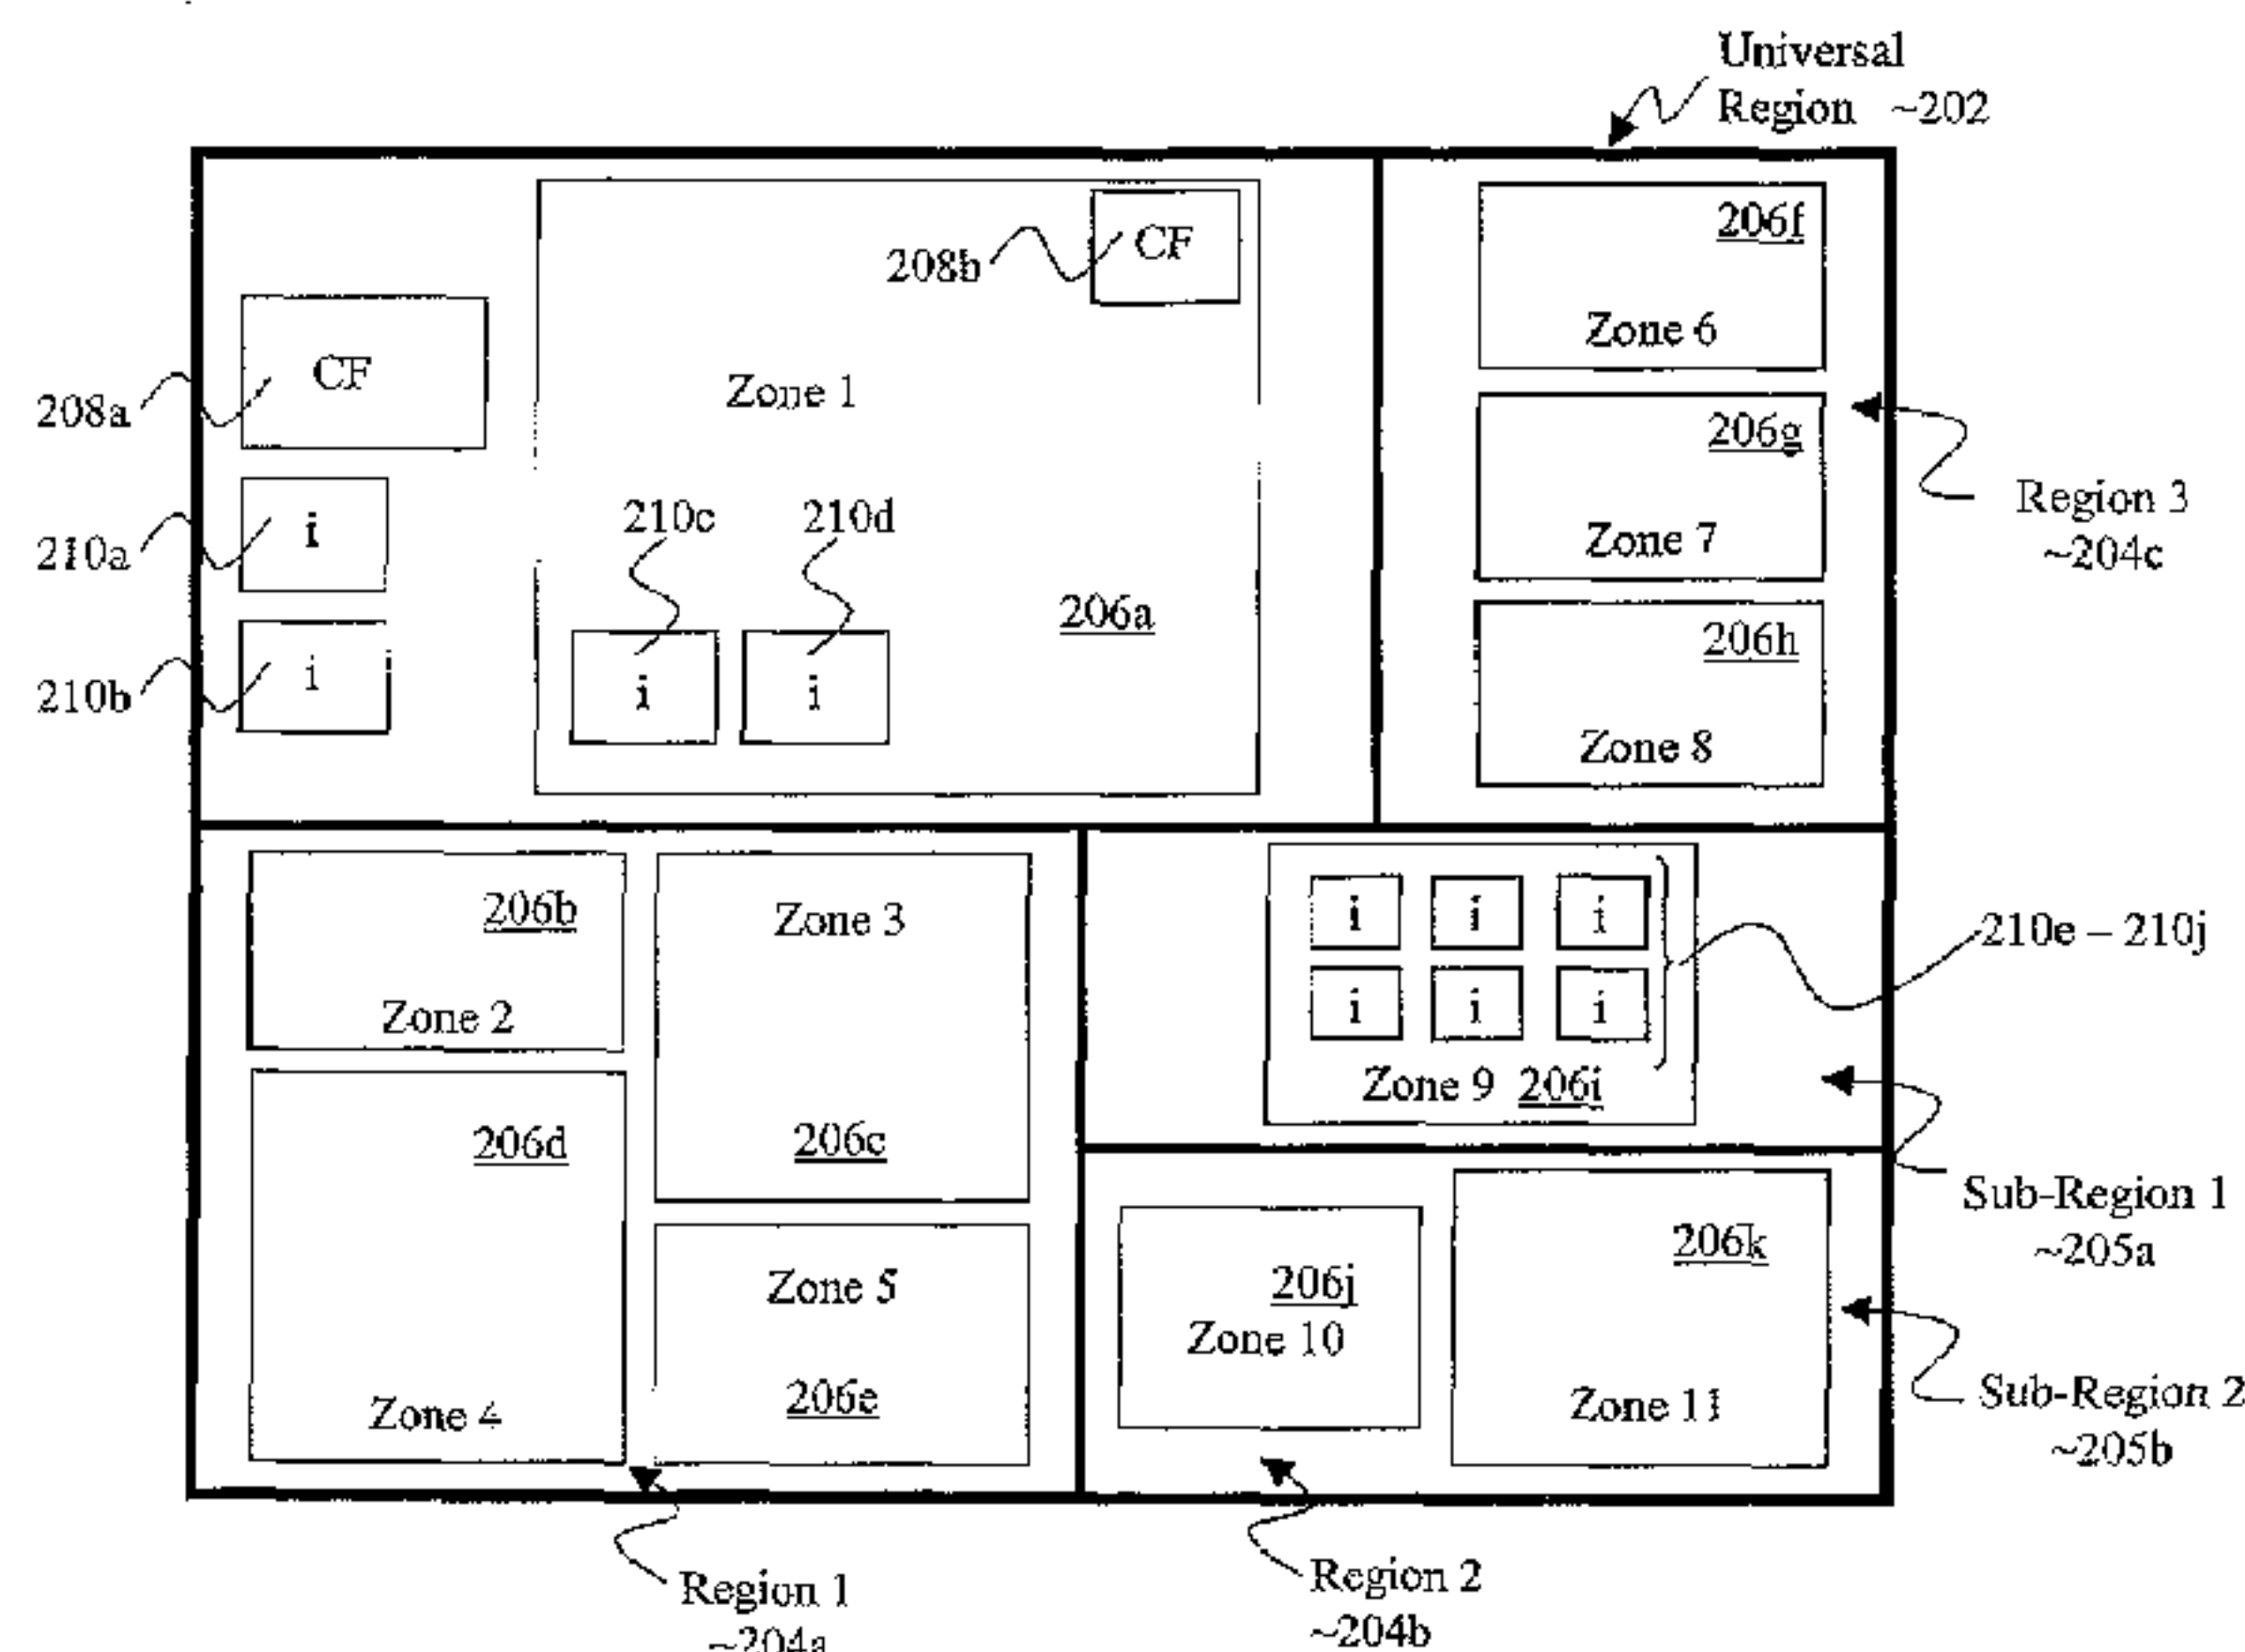 Universal
Region ~202
CF
208b
206f
Zone 6
CF
208a
Zone 1
206g
Zone 7
Region 3
~204c
i
210a
210c
210d
206a
206h
i
210b
i
i
Zone 8
206b
Zone 2
Zone 3
206c
i i i
i i i
210e – 210j
Zone 9 206i
206d
Zone 4
Zone 5
206e
206j
Zone 10
206k
Zone 11
Sub-Region 1
~205a
Sub-Region 2
~205b
Region 1
~204a
Region 2
~204b